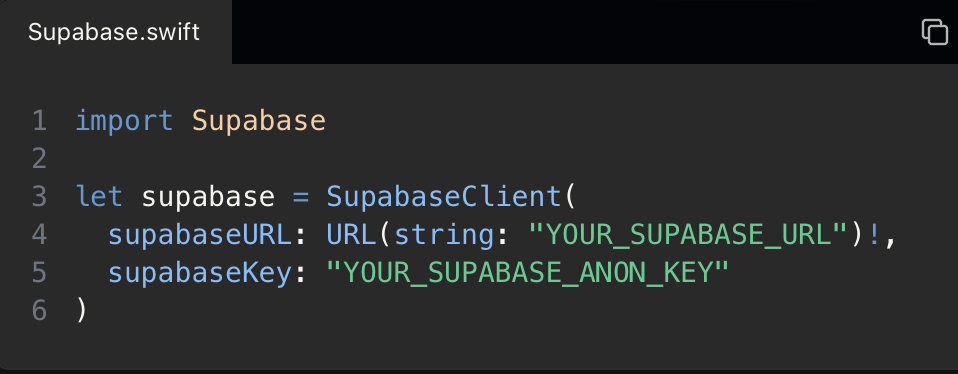 Supabase.swift
1 import Supabase
2
3 let supabase = SupabaseClient(
4   supabaseURL: URL(string: "YOUR_SUPABASE_URL")!,
5   supabaseKey: "YOUR_SUPABASE_ANON_KEY"
6 )